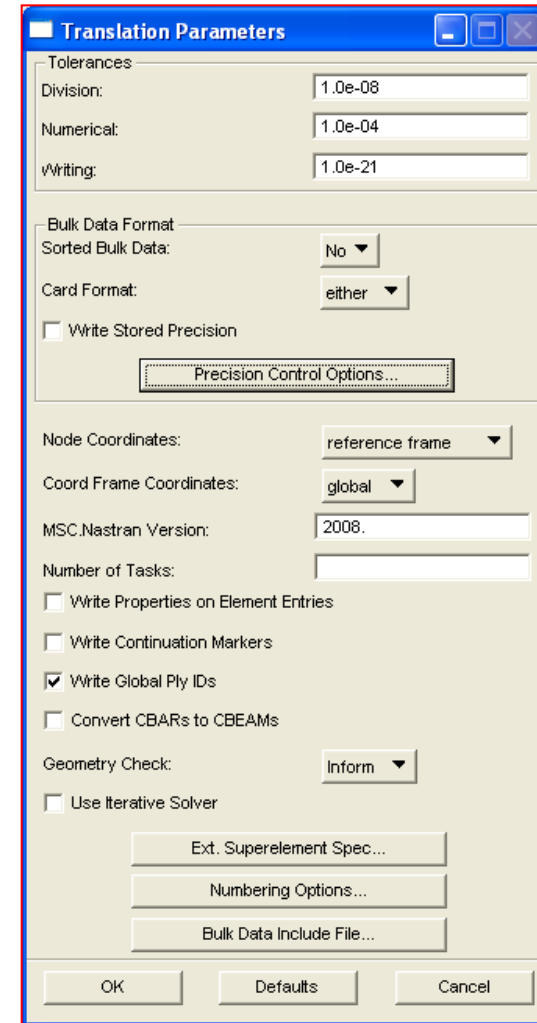 Translation Parameters
Tolerances
Division: 1.0e-08
Numerical: 1.0e-04
Writing: 1.0e-21
Bulk Data Format
Sorted Bulk Data: No
Card Format: either
Write Stored Precision
Precision Control Options...
Node Coordinates: reference frame
Coord Frame Coordinates: global
MSC.Nastran Version: 2008.
Number of Tasks:
Write Properties on Element Entries
Write Continuation Markers
Write Global Ply IDs
Convert CBARs to CBEAMs
Geometry Check: Inform
Use Iterative Solver
Ext. Superelement Spec...
Numbering Options...
Bulk Data Include File...
OK Defaults Cancel